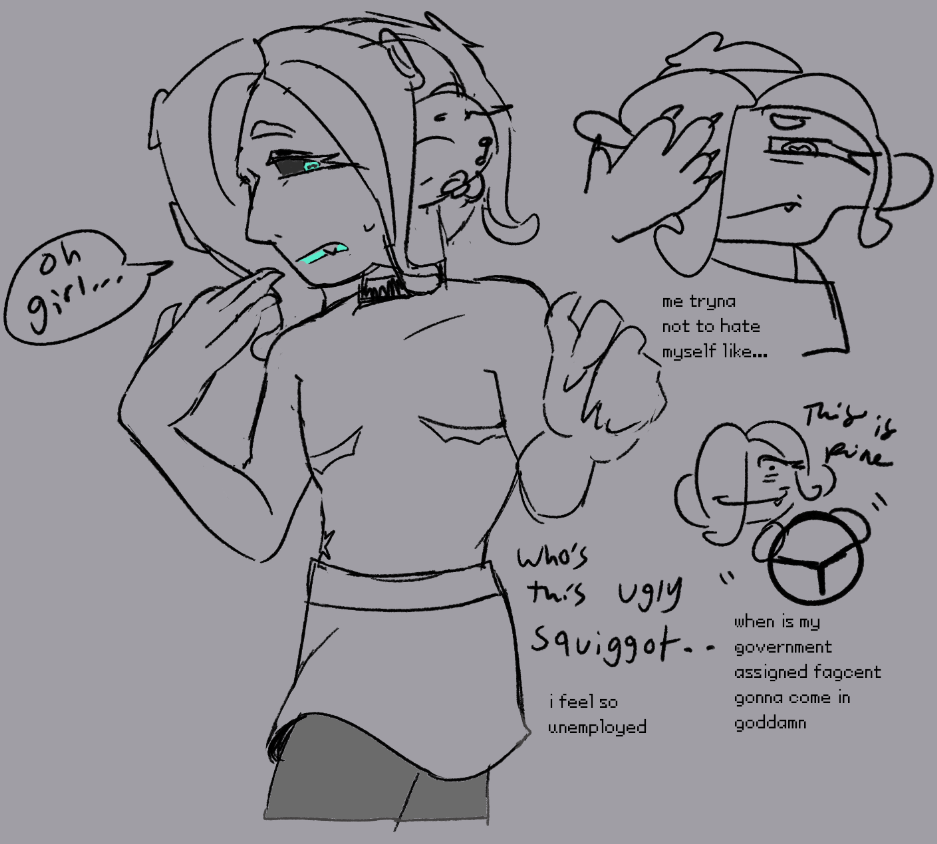 oh
girl...
me tryna
not to hate
myself like...
This is
fine
Who's
this ugly
squiggot..
i feel so
unemployed
when is my
government
assigned fagcent
gonna come in
goddamn